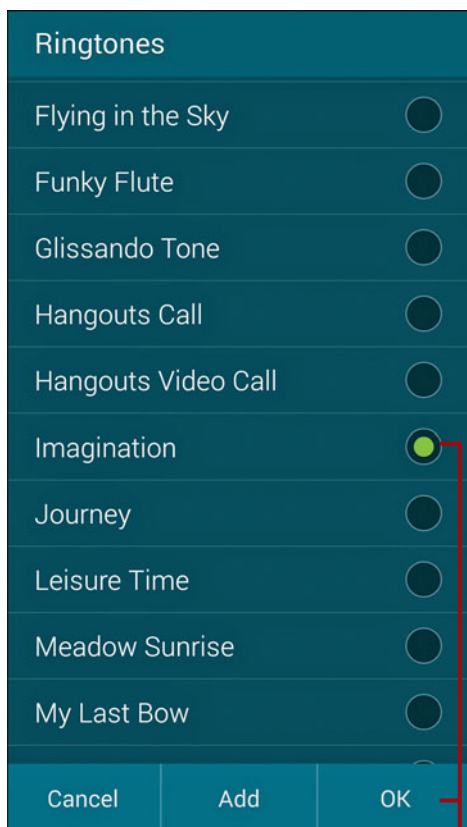 Ringtones
Flying in the Sky
Funky Flute
Glissando Tone
Hangouts Call
Hangouts Video Call
Imagination
Journey
Leisure Time
Meadow Sunrise
My Last Bow
Cancel Add OK